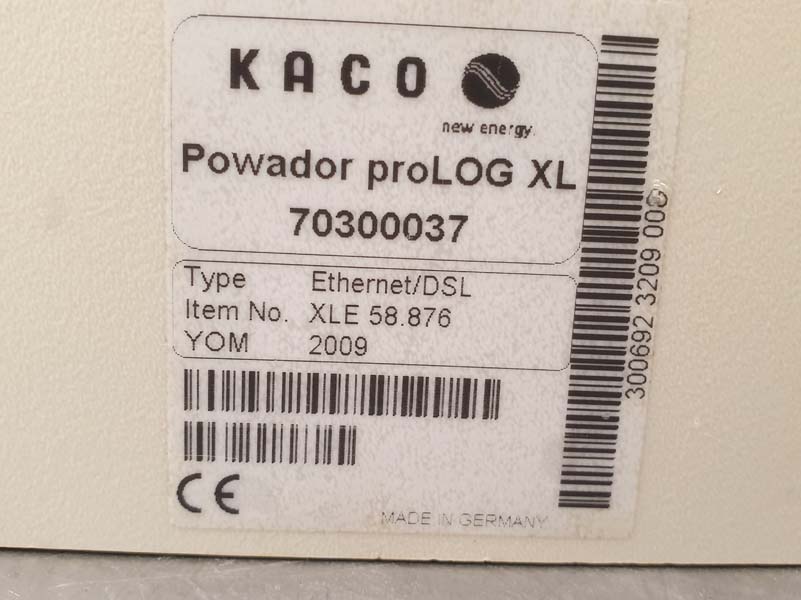 KACO
new energy.
Powador proLOG XL
70300037
Type Ethernet/DSL
Item No. XLE 58.876
YOM 2009
CE
MADE IN GERMANY
300692 3209 00G